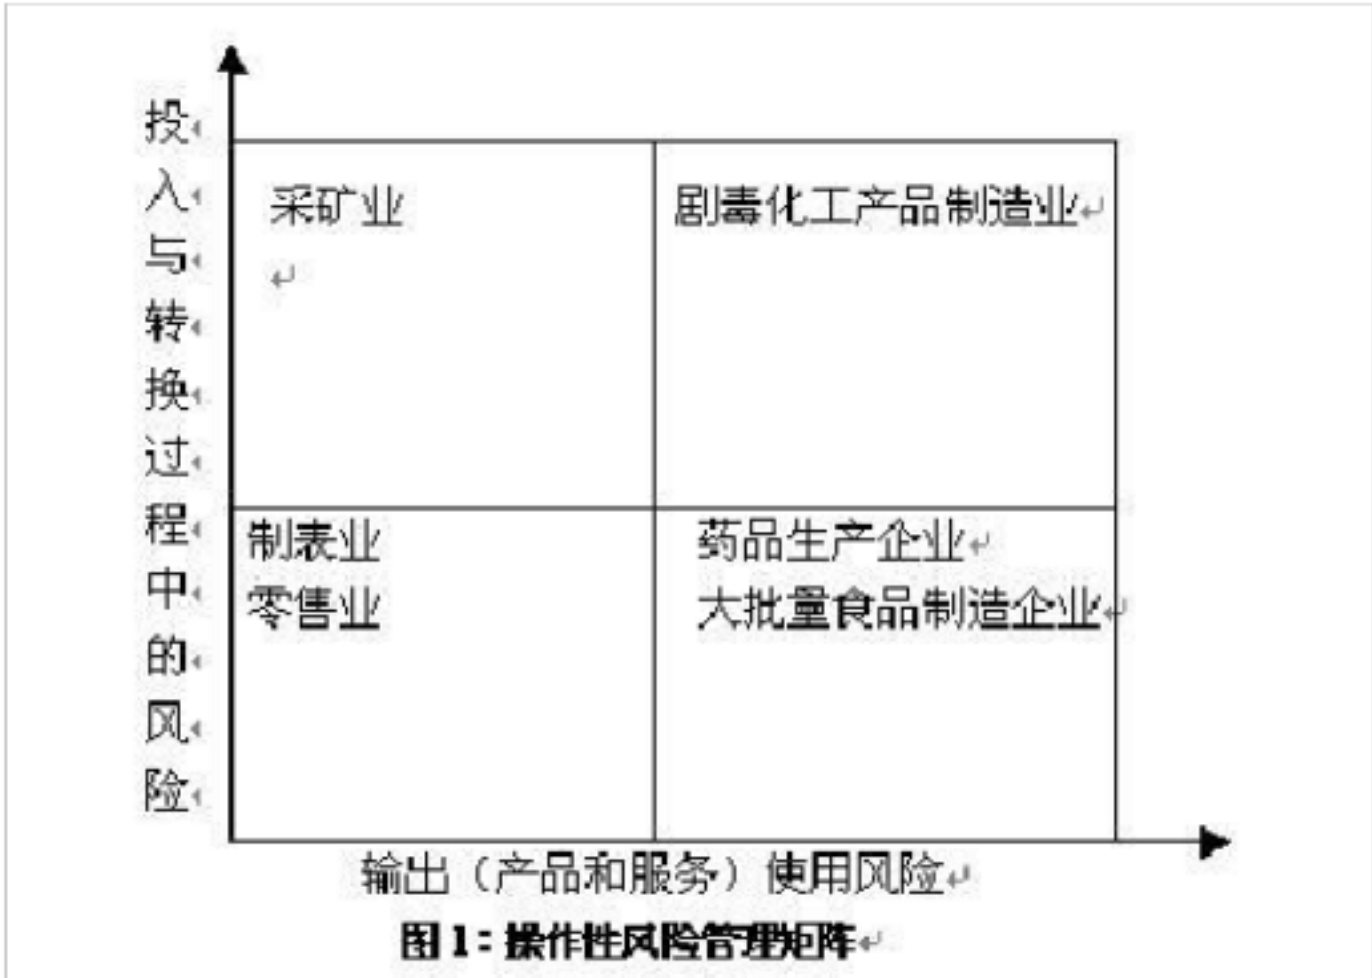 投入与转换过程中的风险
采矿业
剧毒化工产品制造业
制表业
零售业
药品生产企业
大批量食品制造企业
输出（产品和服务）使用风险
图1：操作性风险管理矩阵